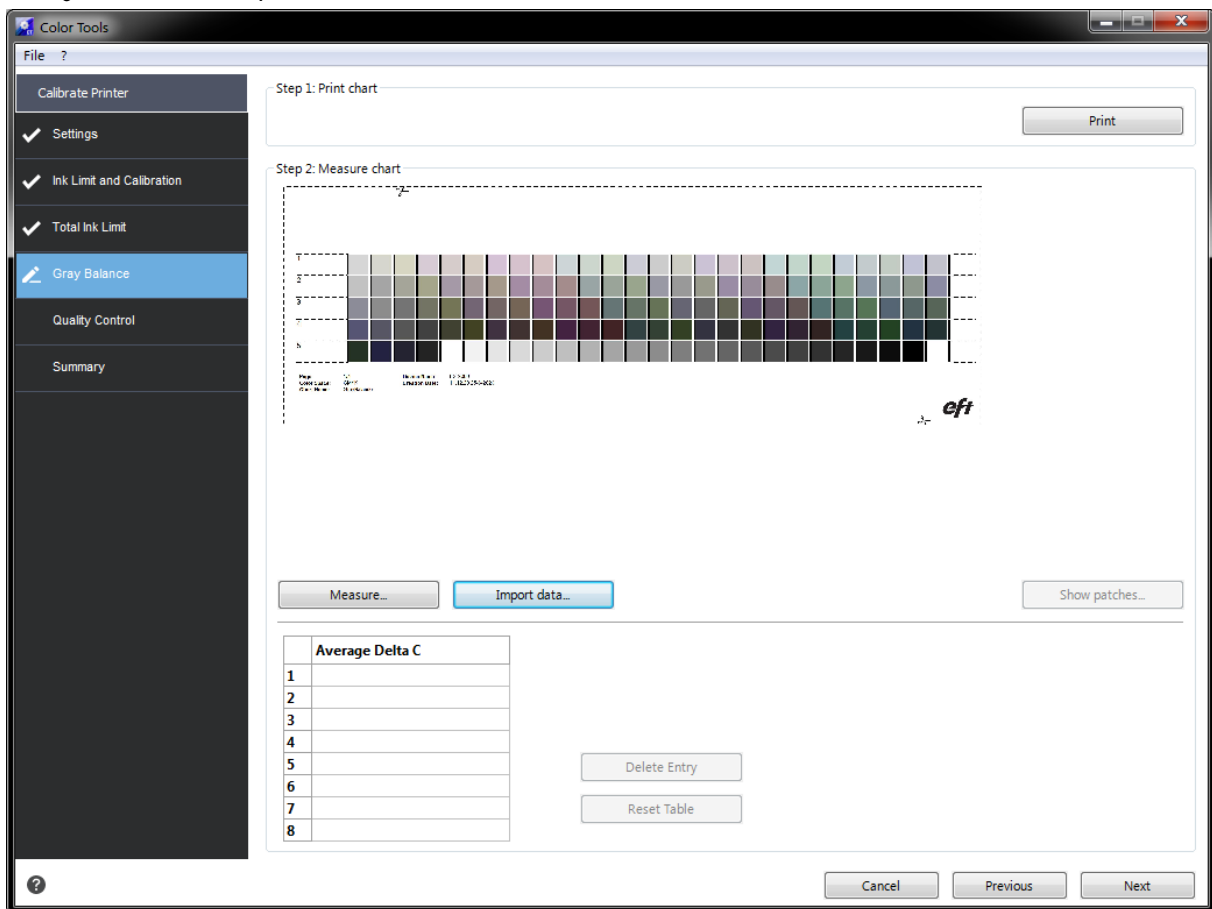 Color Tools
File ?
Calibrate Printer
Settings
Ink Limit and Calibration
Total Ink Limit
Gray Balance
Quality Control
Summary
Step 1: Print chart
Print
Step 2: Measure chart
1
2
3
5
efi
Measure...
Import data...
Show patches...
Average Delta C
1
2
3
4
5
6
7
8
Delete Entry
Reset Table
Cancel
Previous
Next